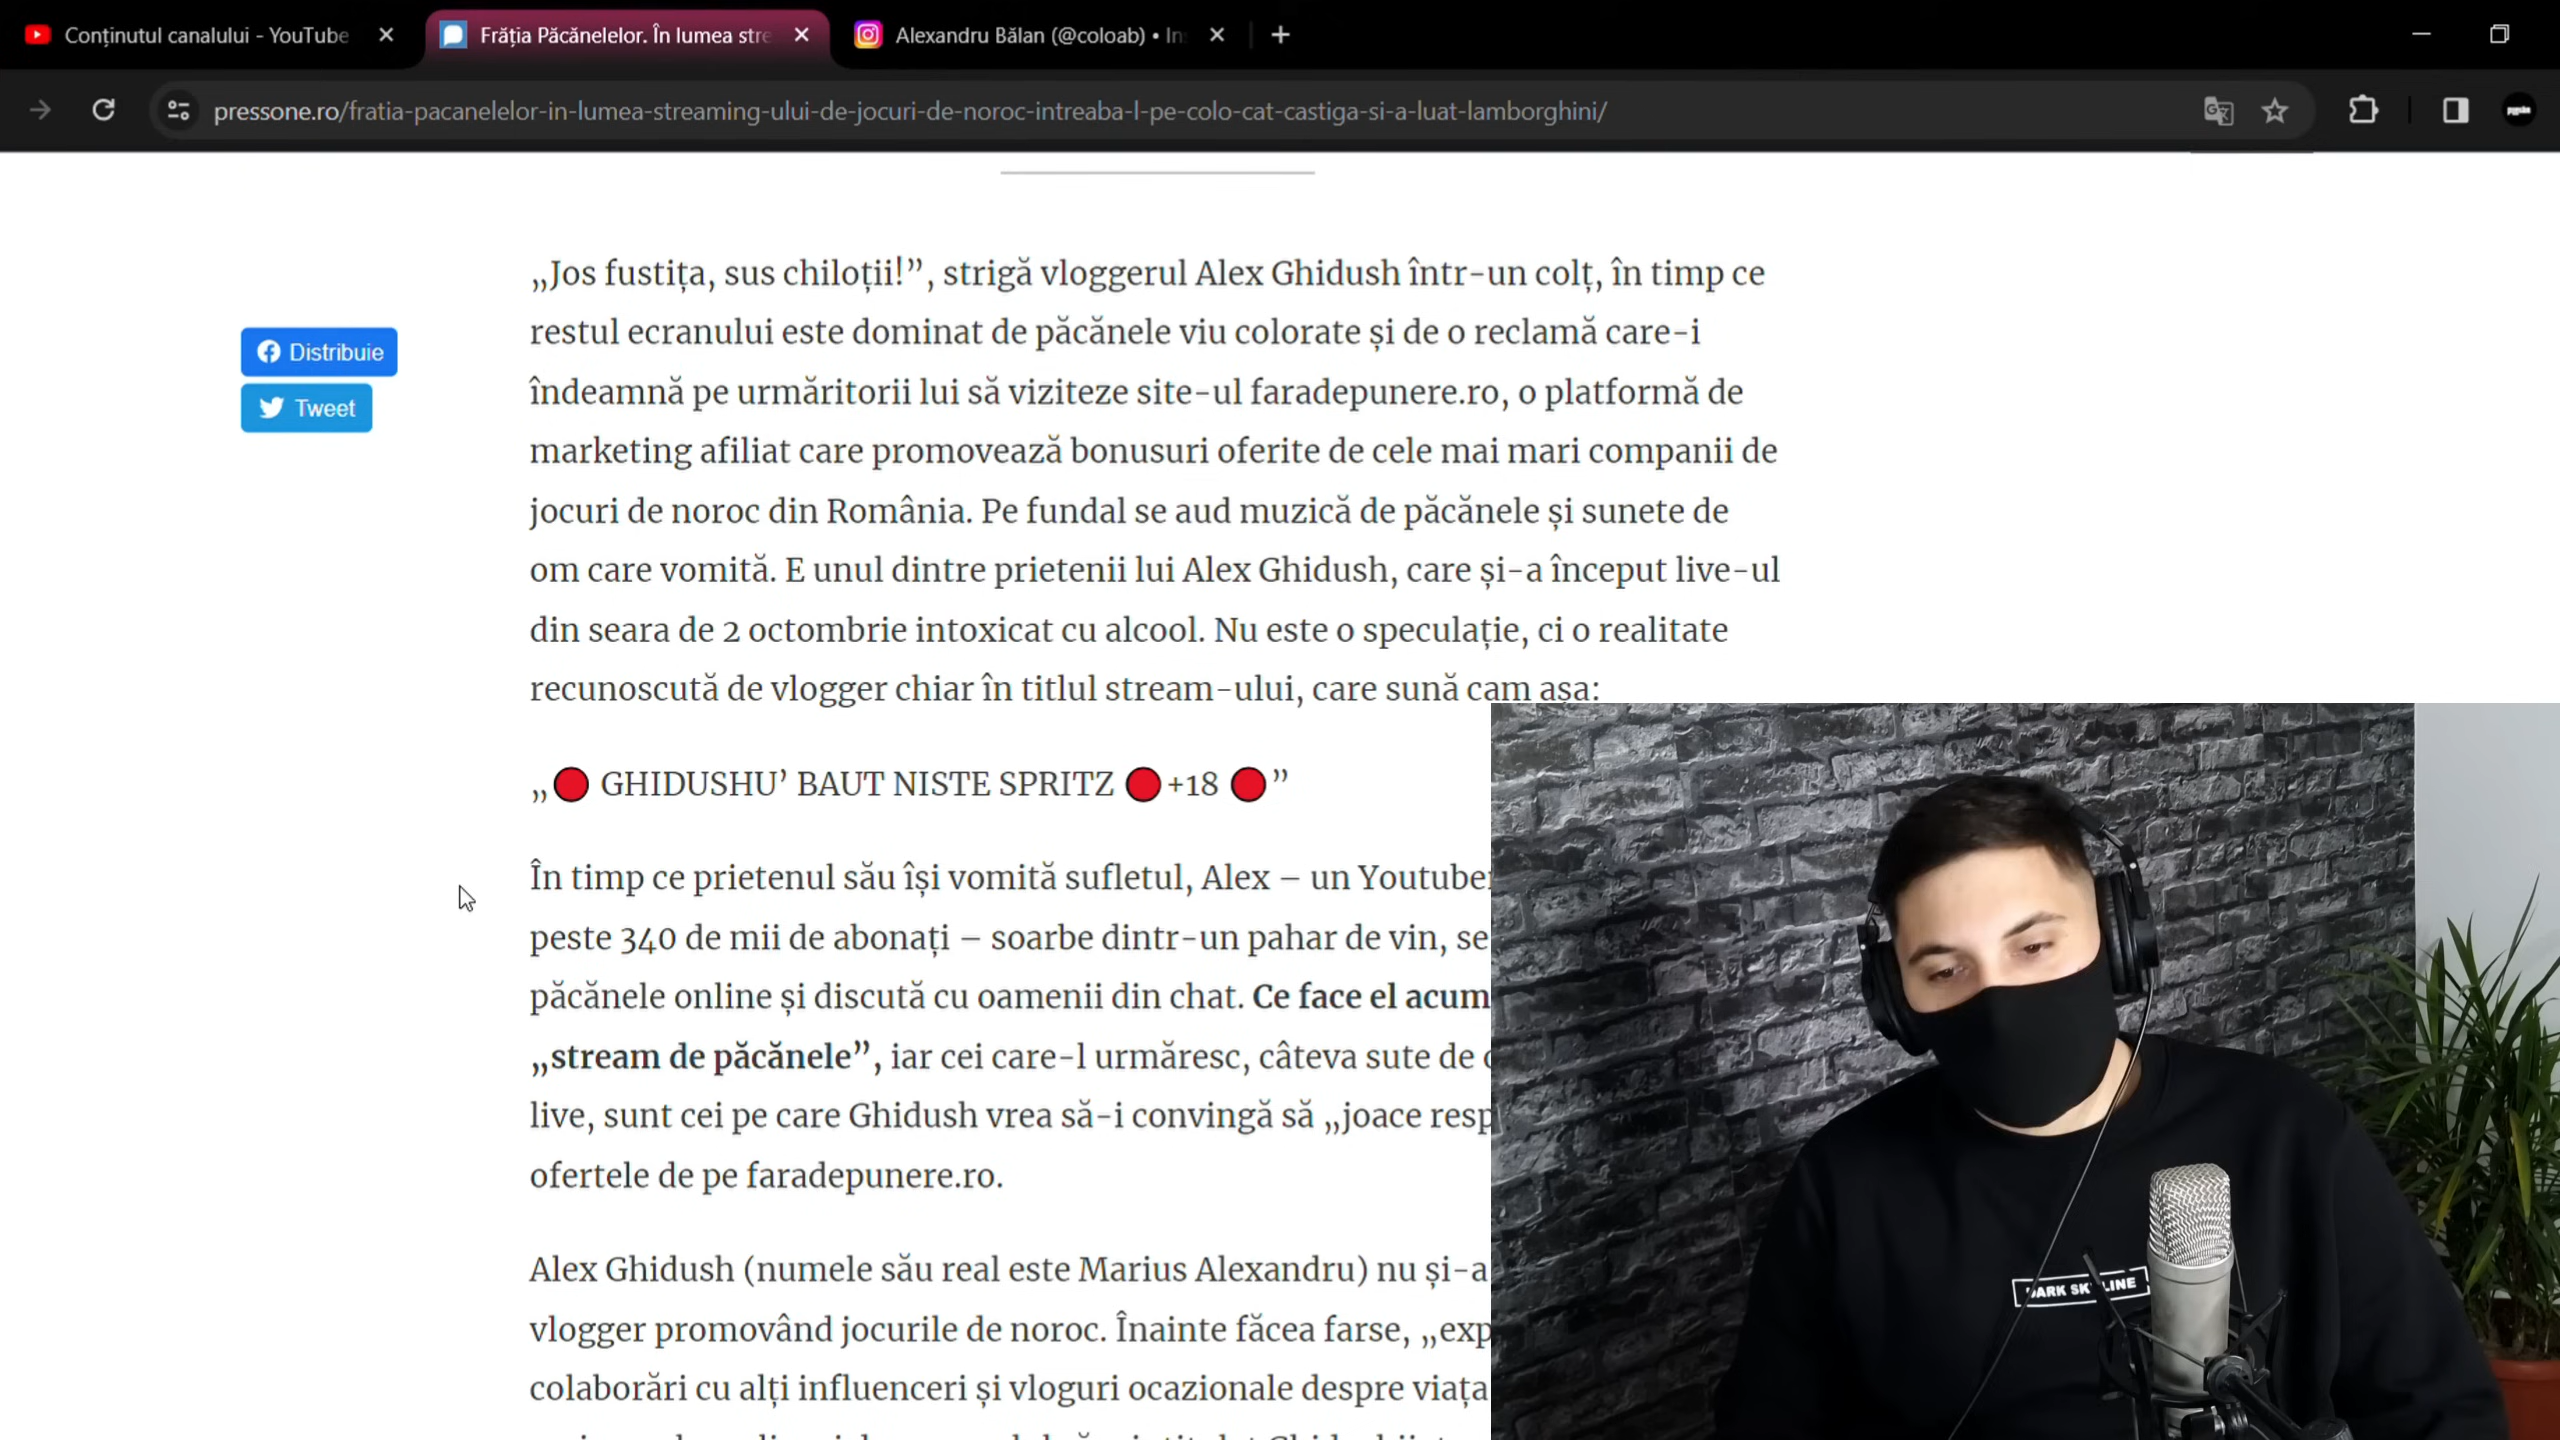 Conținutul canalului - YouTube
Frăția Păcănelelor. În lumea stre
Alexandru Bălan (@coloab) • In
pressone.ro/fratia-pacanelelor-in-lumea-streaming-ului-de-jocuri-de-noroc-intreaba-l-pe-colo-cat-castiga-si-a-luat-lamborghini/
Distribuie
Tweet
„Jos fustița, sus chiloții!”, strigă vloggerul Alex Ghidush într-un colț, în timp ce
restul ecranului este dominat de păcănele viu colorate și de o reclamă care-i
îndeamnă pe urmăritorii lui să viziteze site-ul faradepunere.ro, o platformă de
marketing afiliat care promovează bonusuri oferite de cele mai mari companii de
jocuri de noroc din România. Pe fundal se aud muzică de păcănele și sunete de
om care vomită. E unul dintre prietenii lui Alex Ghidush, care și-a început live-ul
din seara de 2 octombrie intoxicat cu alcool. Nu este o speculație, ci o realitate
recunoscută de vlogger chiar în titlul stream-ului, care sună cam așa:
„🔴 GHIDUSHU’ BAUT NISTE SPRITZ 🔴+18 🔴”
În timp ce prietenul său își vomită sufletul, Alex – un Youtuber
peste 340 de mii de abonați – soarbe dintr-un pahar de vin, se
păcănele online și discută cu oamenii din chat. Ce face el acum
„stream de păcănele”, iar cei care-l urmăresc, câteva sute de
live, sunt cei pe care Ghidush vrea să-i convingă să „joace resp
ofertele de pe faradepunere.ro.
Alex Ghidush (numele său real este Marius Alexandru) nu și-a
vlogger promovând jocurile de noroc. Înainte făcea farse, „exp
colaborări cu alți influenceri și vloguri ocazionale despre viața
DARK SKYLINE